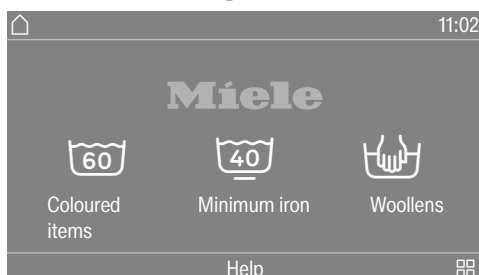 11:02
Miele
60
40
Coloured
items
Minimum iron
Woollens
Help